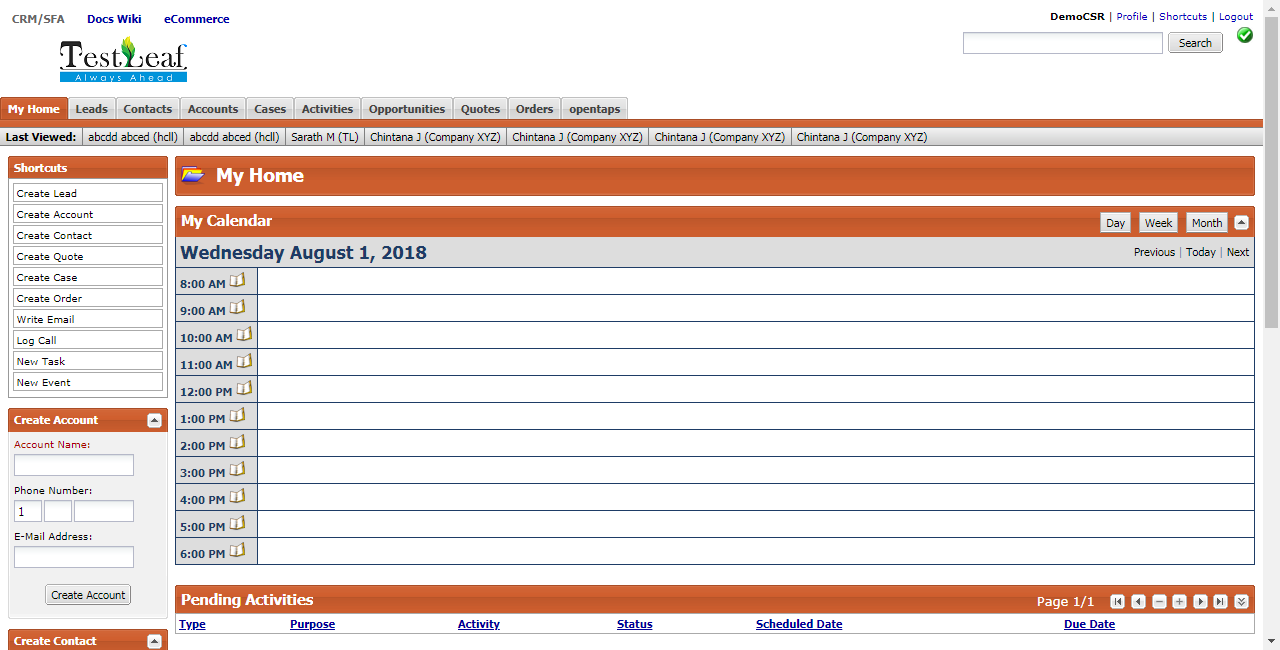 CRM/SFA Docs Wiki eCommerce
DemoCSR | Profile | Shortcuts | Logout
TestLeaf
Always Ahead
Search
My Home Leads Contacts Accounts Cases Activities Opportunities Quotes Orders opentaps
Last Viewed: abcdd abced (hcll) abcdd abced (hcll) Sarath M (TL) Chintana J (Company XYZ) Chintana J (Company XYZ) Chintana J (Company XYZ) Chintana J (Company XYZ)
Shortcuts
Create Lead
Create Account
Create Contact
Create Quote
Create Case
Create Order
Write Email
Log Call
New Task
New Event
Create Account
Account Name:
Phone Number:
1
E-Mail Address:
Create Account
Create Contact
My Home
My Calendar Day Week Month
Wednesday August 1, 2018 Previous | Today | Next
8:00 AM
9:00 AM
10:00 AM
11:00 AM
12:00 PM
1:00 PM
2:00 PM
3:00 PM
4:00 PM
5:00 PM
6:00 PM
Pending Activities Page 1/1
Type Purpose Activity Status Scheduled Date Due Date